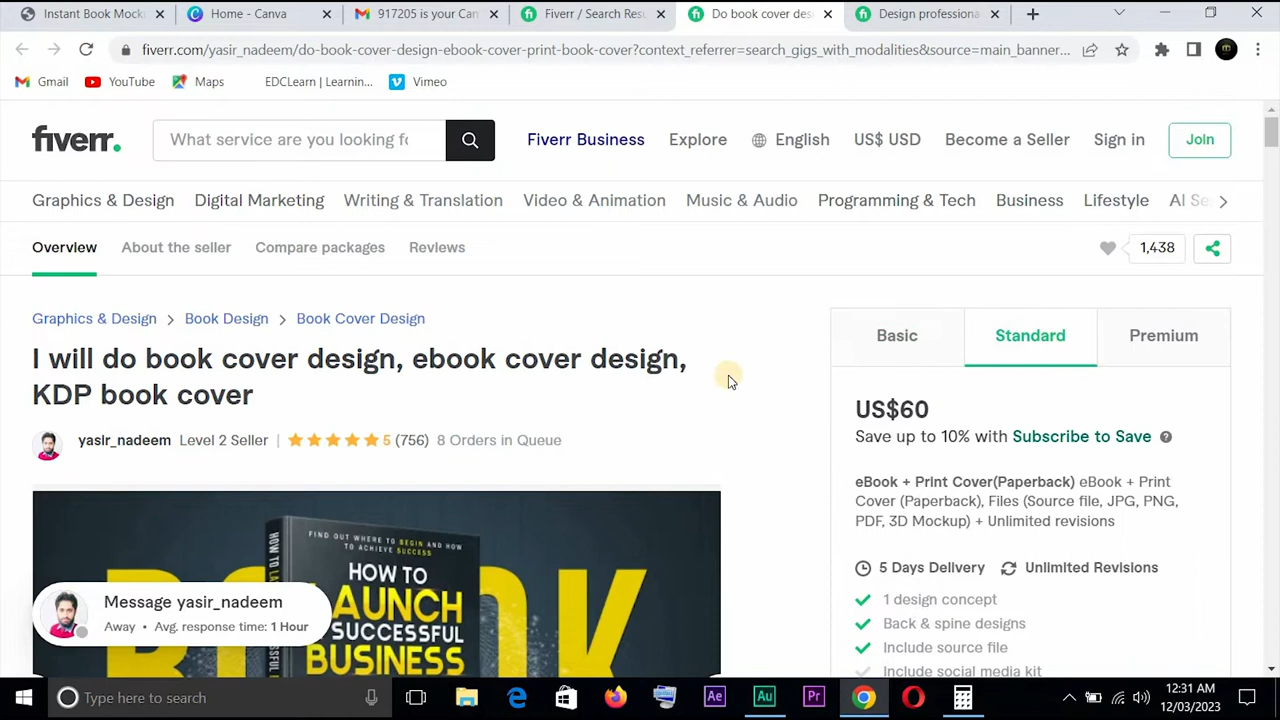 Instant Book Mocku
Home - Canva
917205 is your Can
Fiverr / Search Resu
Do book cover desi
Design professiona
fiverr.com/yasir_nadeem/do-book-cover-design-ebook-cover-print-book-cover?context_referrer=search_gigs_with_modalities&source=main_banner...
Gmail
YouTube
Maps
EDCLearn | Learnin...
Vimeo
fiverr.
What service are you looking fo
Fiverr Business
Explore
English
US$ USD
Become a Seller
Sign in
Join
Graphics & Design
Digital Marketing
Writing & Translation
Video & Animation
Music & Audio
Programming & Tech
Business
Lifestyle
AI Se
Overview
About the seller
Compare packages
Reviews
1,438
Graphics & Design > Book Design > Book Cover Design
I will do book cover design, ebook cover design,
KDP book cover
yasir_nadeem Level 2 Seller | 5 (756) 8 Orders in Queue
FIND OUT WHERE TO BEGIN AND HOW
TO ACHIEVE SUCCESS
HOW TO
LAUNCH
SUCCESSFUL
BUSINESS
Message yasir_nadeem
Away • Avg. response time: 1 Hour
Basic
Standard
Premium
US$60
Save up to 10% with Subscribe to Save
eBook + Print Cover(Paperback) eBook + Print
Cover (Paperback), Files (Source file, JPG, PNG,
PDF, 3D Mockup) + Unlimited revisions
5 Days Delivery
Unlimited Revisions
1 design concept
Back & spine designs
Include source file
Include social media kit
Type here to search
Ae
Au
Pr
12:31 AM
12/03/2023